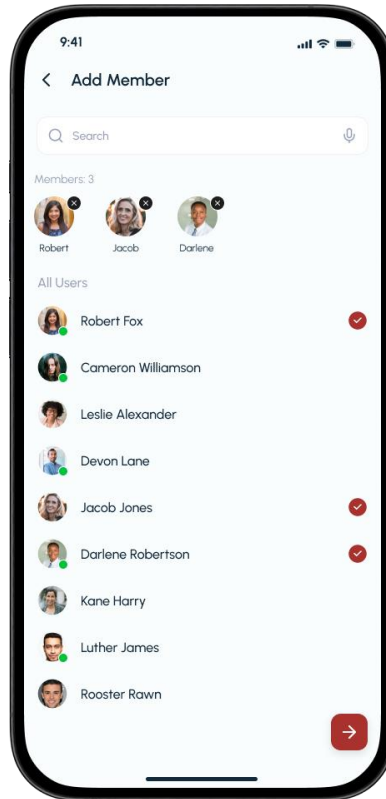 9:41
Add Member
Search
Members: 3
Robert Jacob Darlene
All Users
Robert Fox
Cameron Williamson
Leslie Alexander
Devon Lane
Jacob Jones
Darlene Robertson
Kane Harry
Luther James
Rooster Rawn